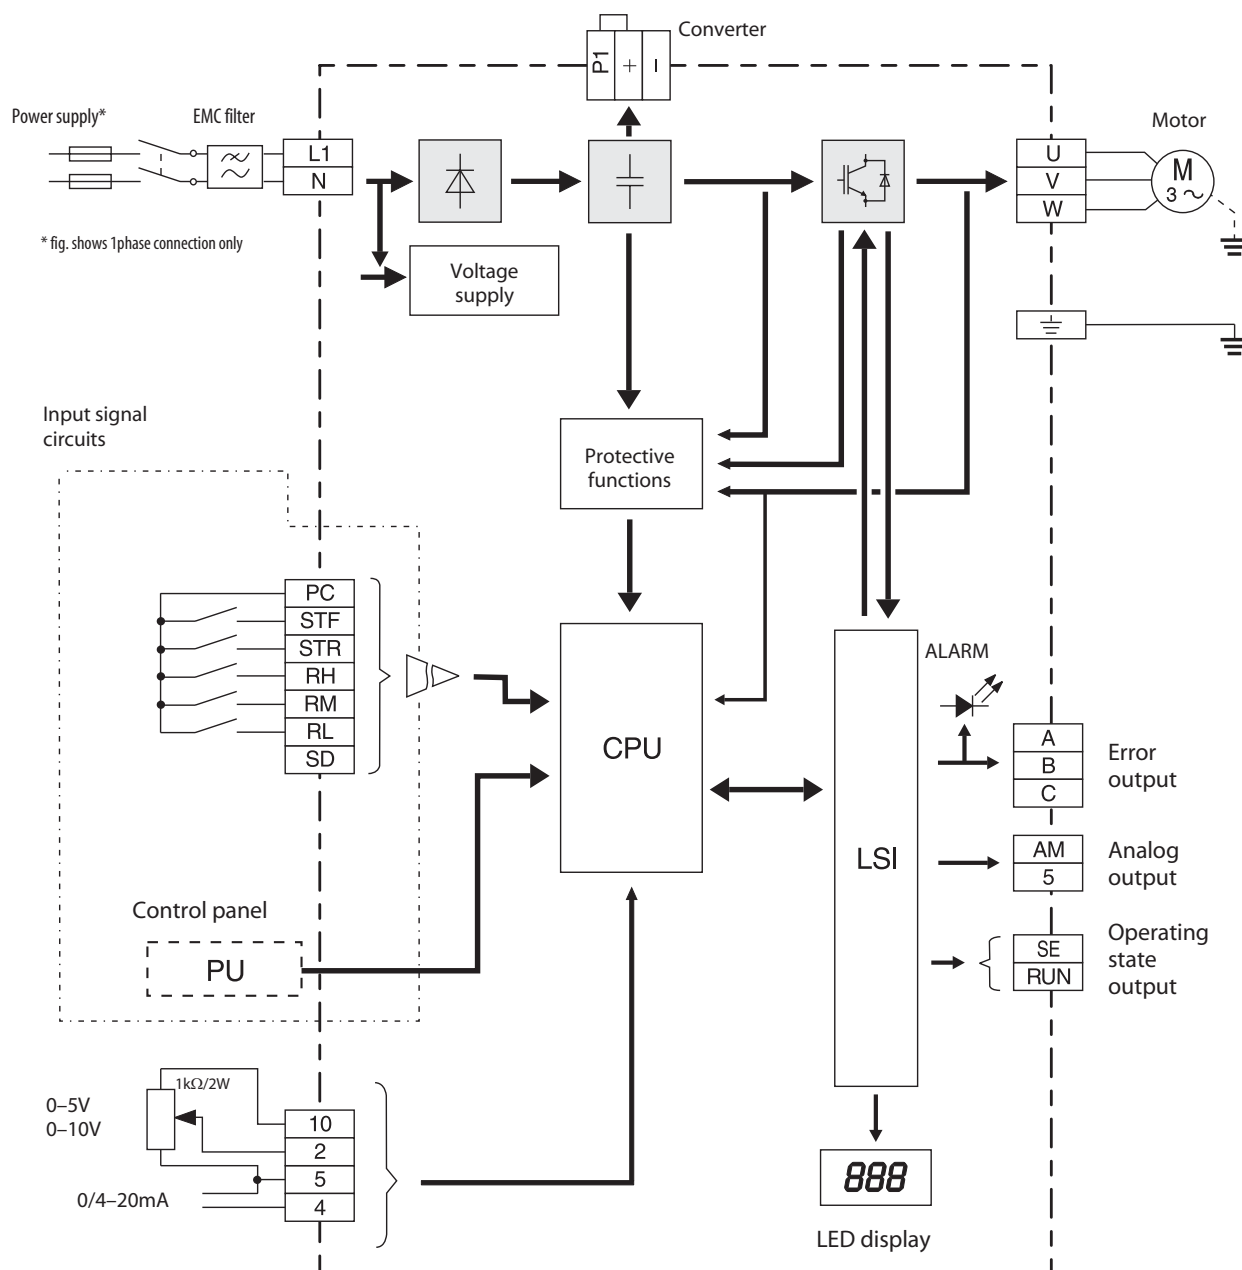 Converter
P1
+
−
Power supply*
EMC filter
L1
N
* fig. shows 1phase connection only
Voltage
supply
U
V
W
Motor
M
3 ~
Input signal
circuits
Protective
functions
PC
STF
STR
RH
RM
RL
SD
CPU
LSI
ALARM
A
B
C
Error
output
AM
5
Analog
output
SE
RUN
Operating
state
output
Control panel
PU
1kΩ/2W
0–5V
0–10V
0/4–20mA
10
2
5
4
888
LED display